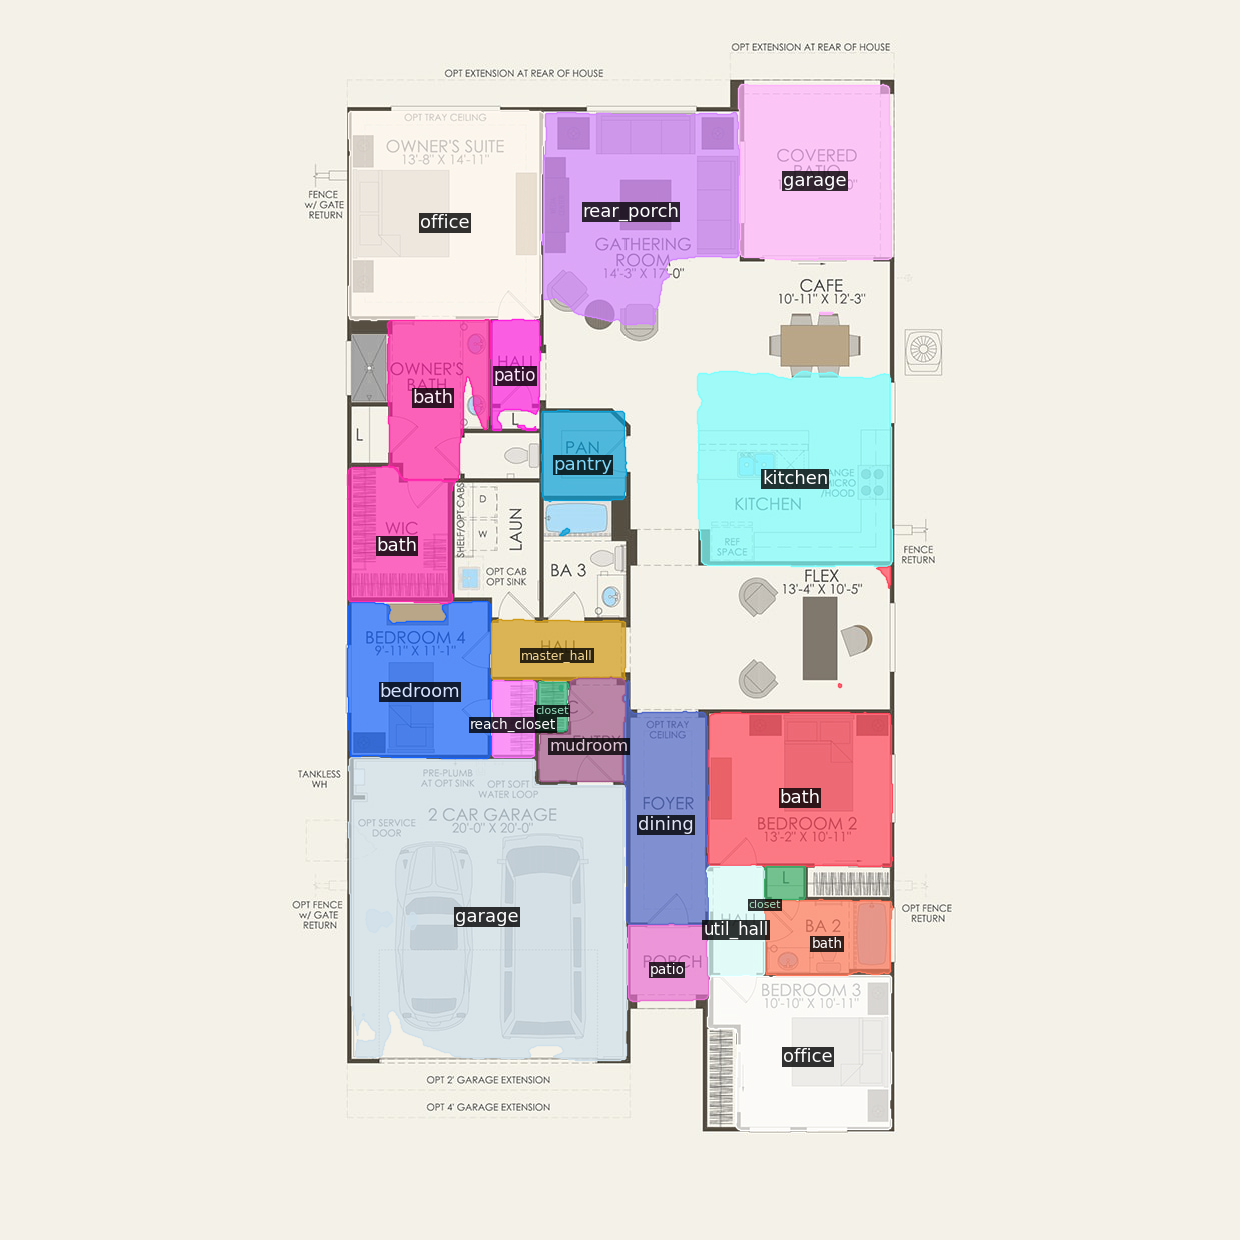 OPT EXTENSION AT REAR OF HOUSE
OPT EXTENSION AT REAR OF HOUSE
OPT TRAY CEILING
OWNER'S SUITE
13'-8" X 14'-11"
office
FENCE
w/ GATE
RETURN
rear_porch
GATHERING
ROOM
14'-3" X 17'-0"
COVERED
PATIO
garage
CAFE
10'-11" X 12'-3"
OWNER'S
BATH
bath
HALL
patio
L
L
PAN
pantry
kitchen
KITCHEN
RANGE
MICRO
/HOOD
REF
SPACE
FENCE
RETURN
WIC
bath
SHELF/OPT CABS
D
W
LAUN
OPT CAB
OPT SINK
BA 3
FLEX
13'-4" X 10'-5"
BEDROOM 4
9'-11" X 11'-1"
bedroom
HALL
master_hall
reach_closet
closet
ENTRY
mudroom
OPT TRAY
CEILING
FOYER
dining
bath
BEDROOM 2
13'-2" X 10'-11"
TANKLESS
WH
PRE-PLUMB
AT OPT SINK
OPT SOFT
WATER LOOP
2 CAR GARAGE
20'-0" X 20'-0"
OPT SERVICE
DOOR
garage
OPT FENCE
w/ GATE
RETURN
L
closet
HALL
util_hall
BA 2
bath
OPT FENCE
RETURN
PORCH
patio
BEDROOM 3
10'-10" X 10'-11"
office
OPT 2' GARAGE EXTENSION
OPT 4' GARAGE EXTENSION